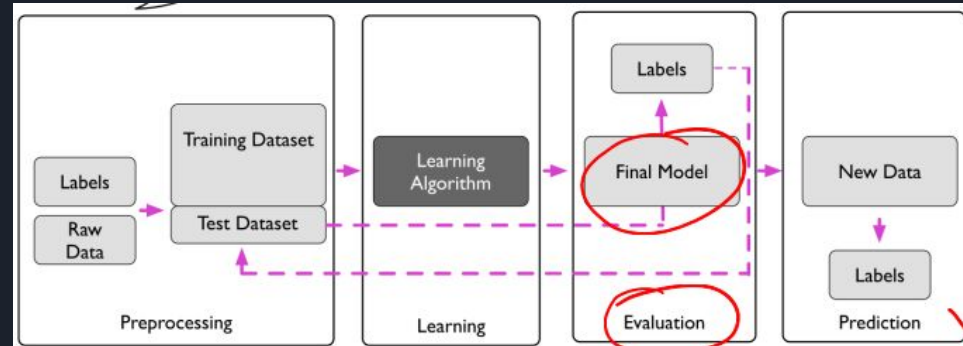 Labels
Raw
Data
Training Dataset
Test Dataset
Preprocessing
Learning
Algorithm
Learning
Labels
Final Model
Evaluation
New Data
Labels
Prediction